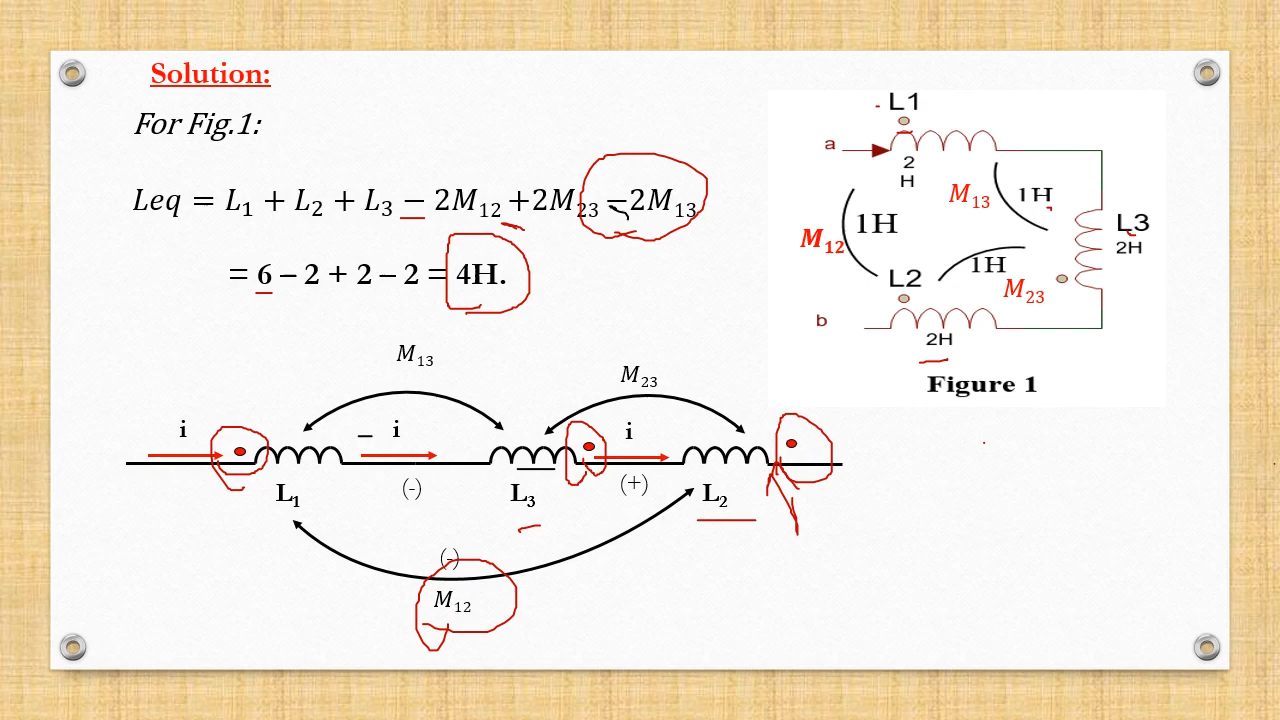 Solution:
For Fig.1:
Leq = L₁ + L₂ + L₃ − 2M₁₂ +2M₂₃ −2M₁₃
= 6 – 2 + 2 – 2 = 4H.
L1
a
2
H
M₁₃
1H
L3
2H
M₁₂
1H
1H
L2
M₂₃
b
2H
Figure 1
M₁₃
M₂₃
i
– i
i
(-)
(+)
L₁
L₃
L₂
(-)
M₁₂